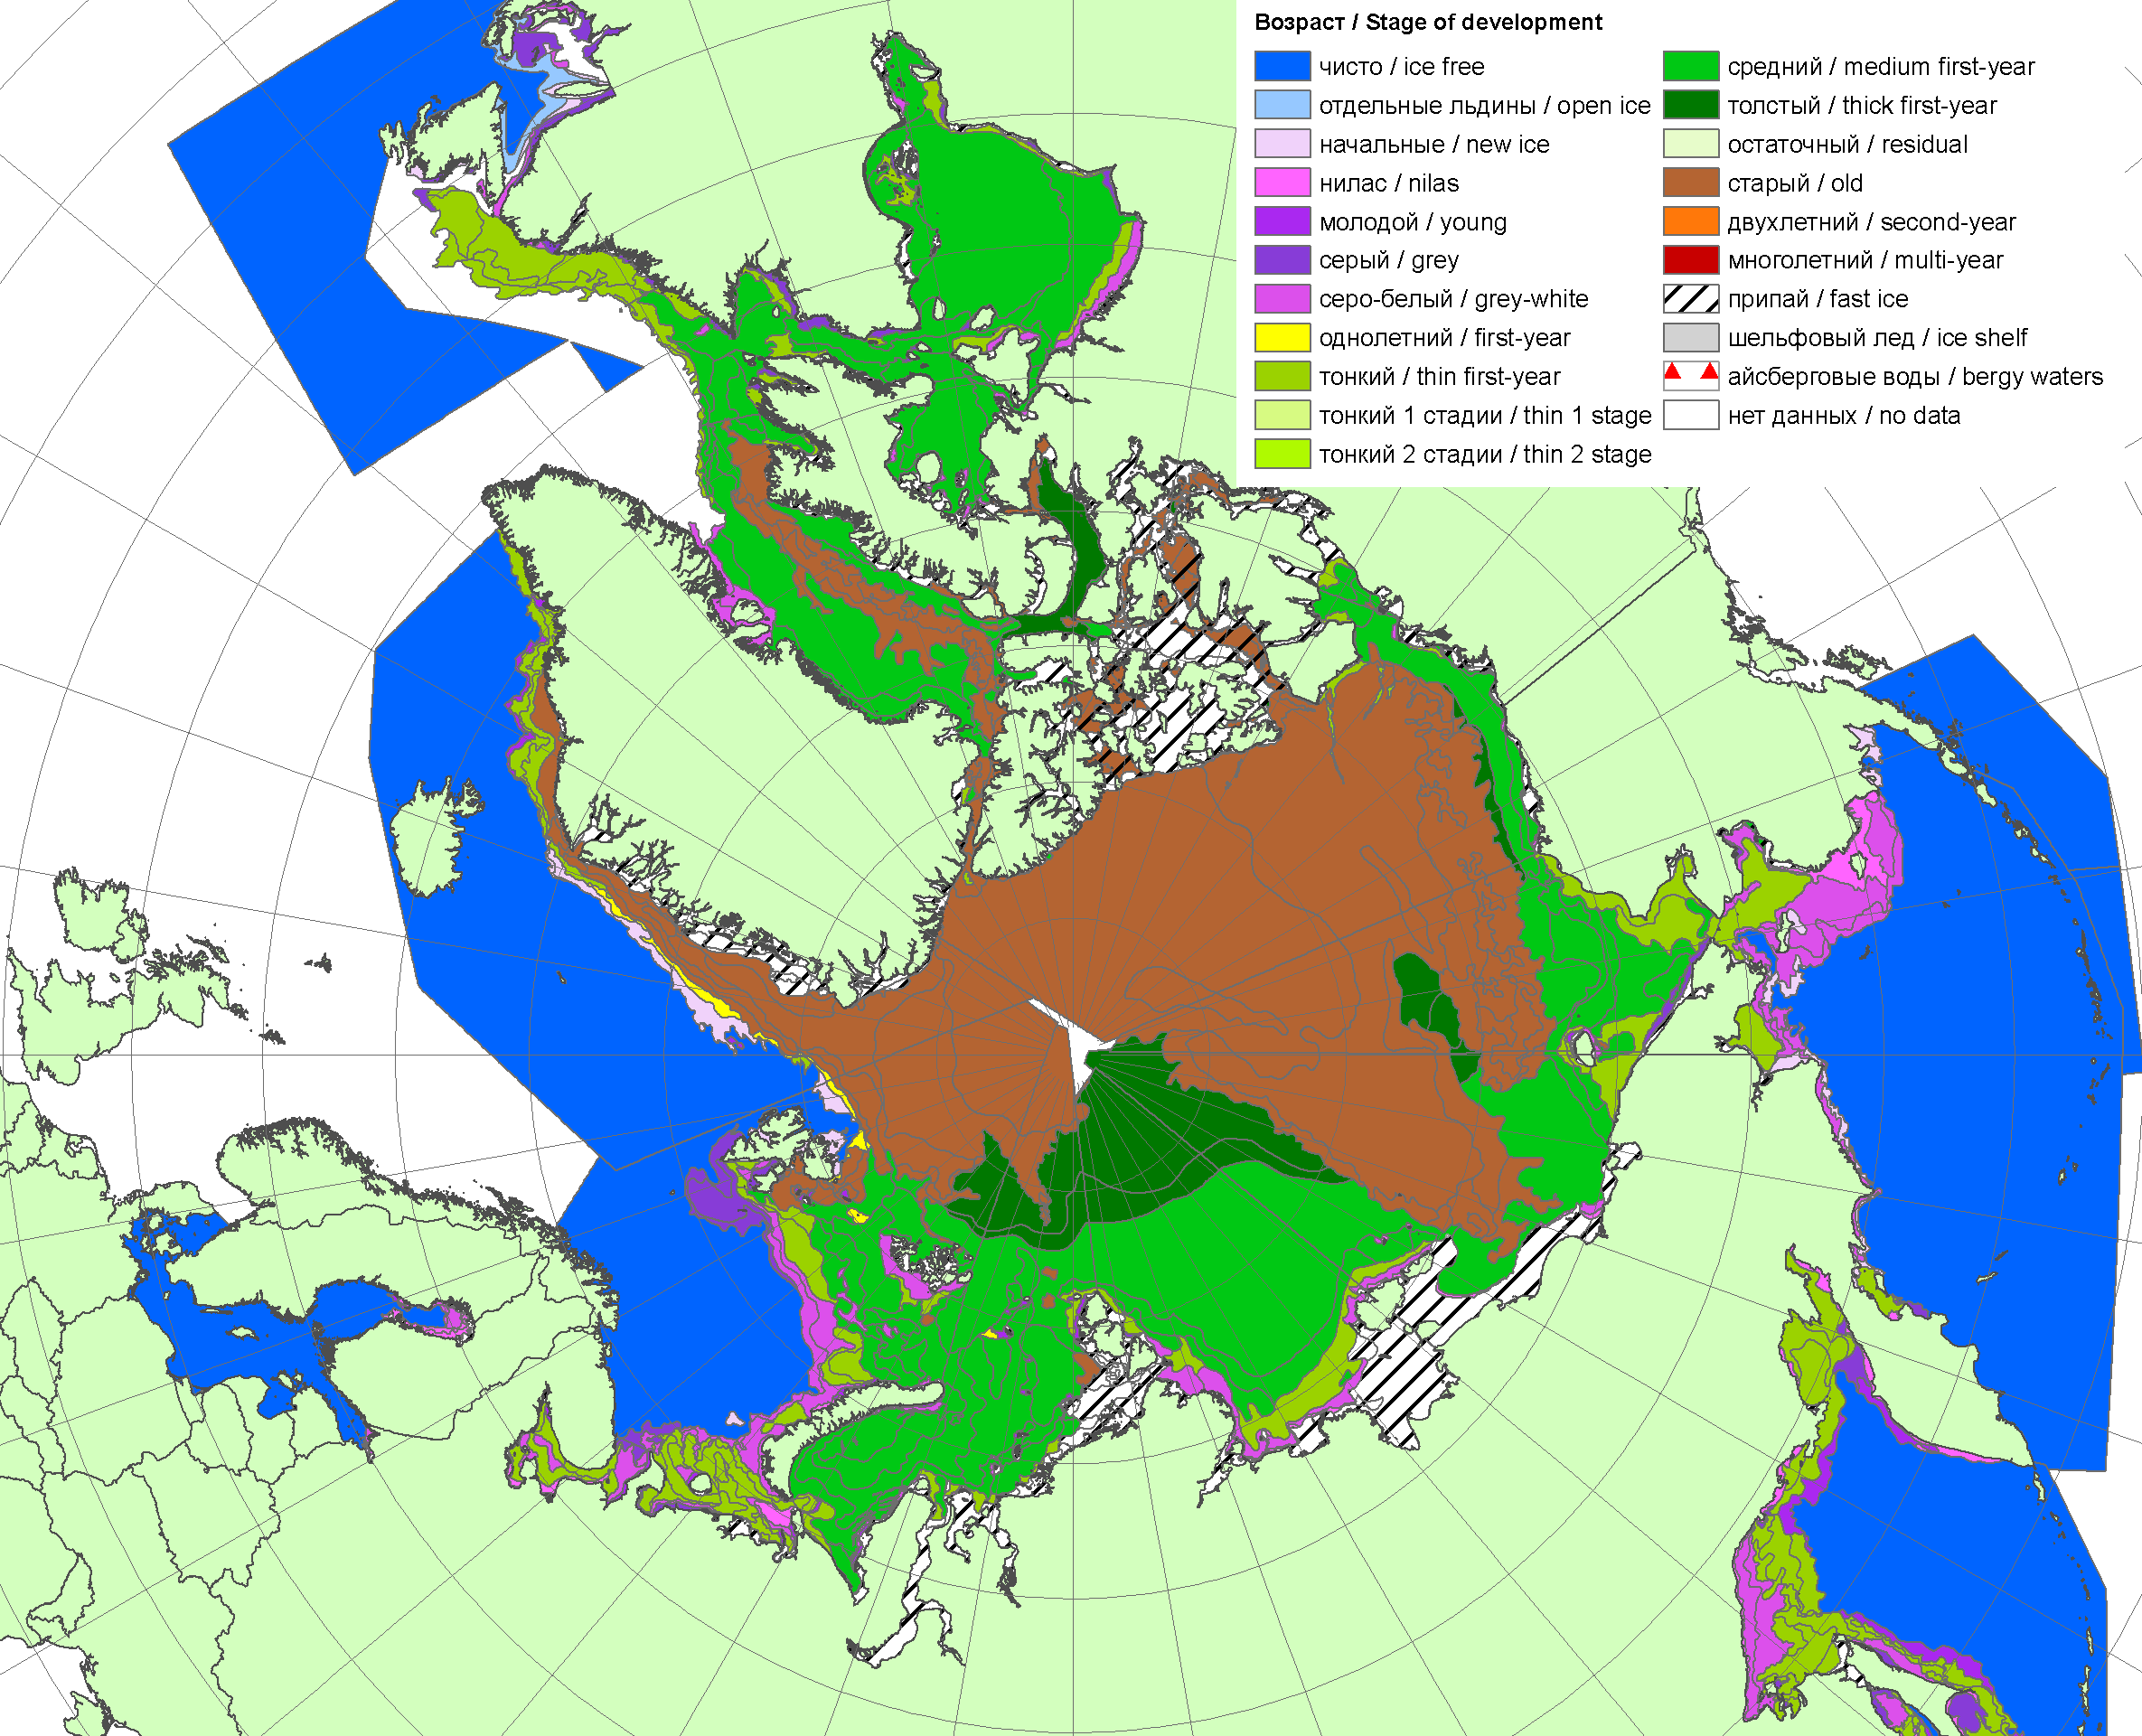 Возраст / Stage of development
чисто / ice free
отдельные льдины / open ice
начальные / new ice
нилас / nilas
молодой / young
серый / grey
серо-белый / grey-white
однолетний / first-year
тонкий / thin first-year
тонкий 1 стадии / thin 1 stage
тонкий 2 стадии / thin 2 stage
средний / medium first-year
толстый / thick first-year
остаточный / residual
старый / old
двухлетний / second-year
многолетний / multi-year
припай / fast ice
шельфовый лед / ice shelf
айсберговые воды / bergy waters
нет данных / no data